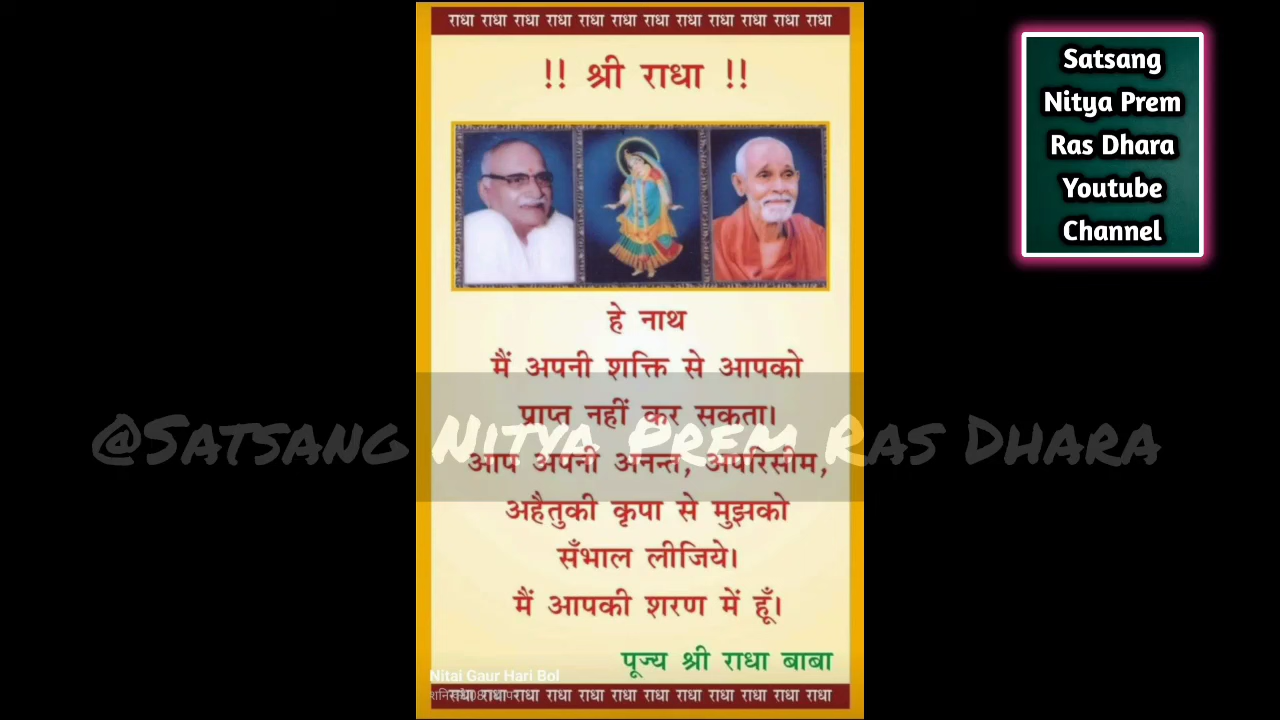 राधा राधा राधा राधा राधा राधा राधा राधा राधा राधा राधा राधा
!! श्री राधा !!
हे नाथ
मैं अपनी शक्ति से आपको
प्राप्त नहीं कर सकता।
आप अपनी अनन्त, अपरिसीम,
अहैतुकी कृपा से मुझको
सँभाल लीजिये।
मैं आपकी शरण में हूँ।
पूज्य श्री राधा बाबा
Nitai Gaur Hari Bol
राधा राधा राधा राधा राधा राधा राधा राधा राधा राधा राधा राधा
@Satsang Nitya Prem Ras Dhara
Satsang
Nitya Prem
Ras Dhara
Youtube
Channel